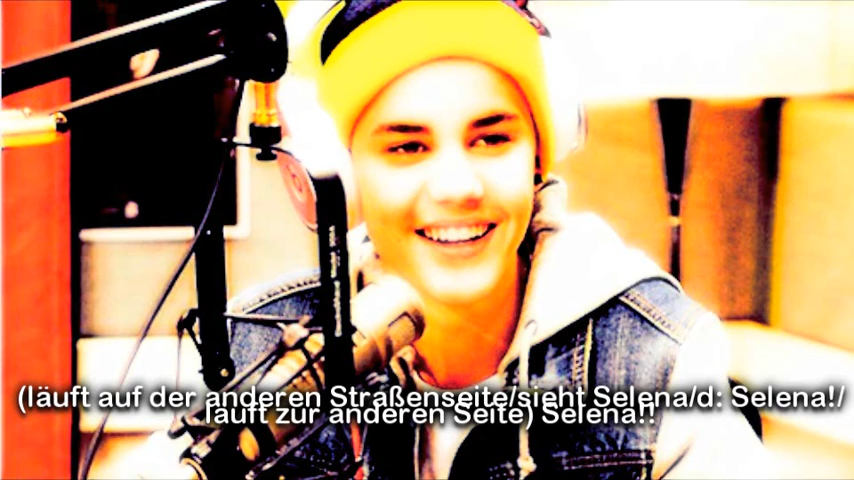 (läuft auf der anderen Straßenseite/sieht Selena/d: Selena!/
läuft zur anderen Seite) Selena!!